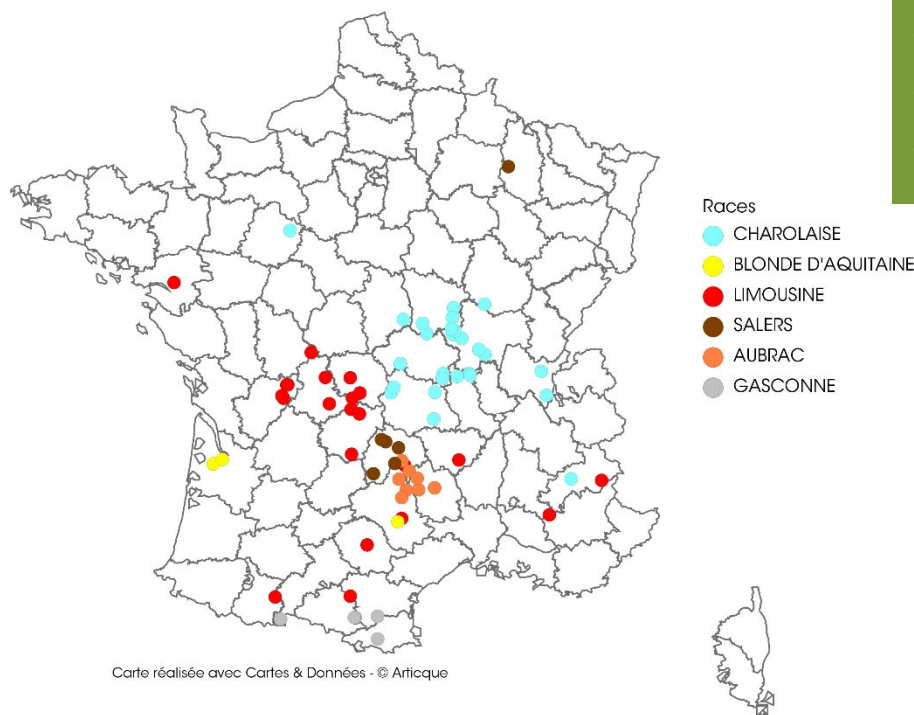 Races
CHAROLAISE
BLONDE D'AQUITAINE
LIMOUSINE
SALERS
AUBRAC
GASCONNE
Carte réalisée avec Cartes & Données - © Articque